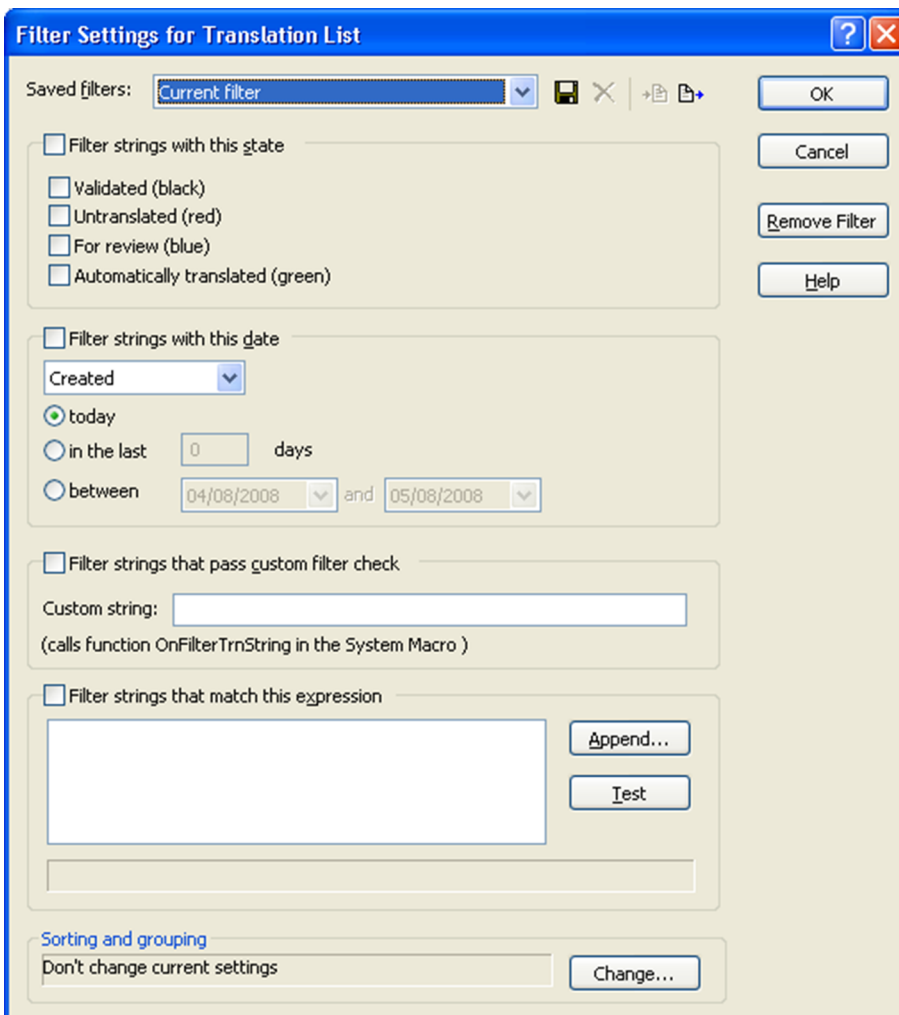 Filter Settings for Translation List
Saved filters: Current filter
OK
Filter strings with this state
Cancel
Validated (black)
Untranslated (red)
Remove Filter
For review (blue)
Automatically translated (green)
Help
Filter strings with this date
Created
today
in the last 0 days
between 04/08/2008 and 05/08/2008
Filter strings that pass custom filter check
Custom string:
(calls function OnFilterTrnString in the System Macro )
Filter strings that match this expression
Append...
Test
Sorting and grouping
Don't change current settings
Change...